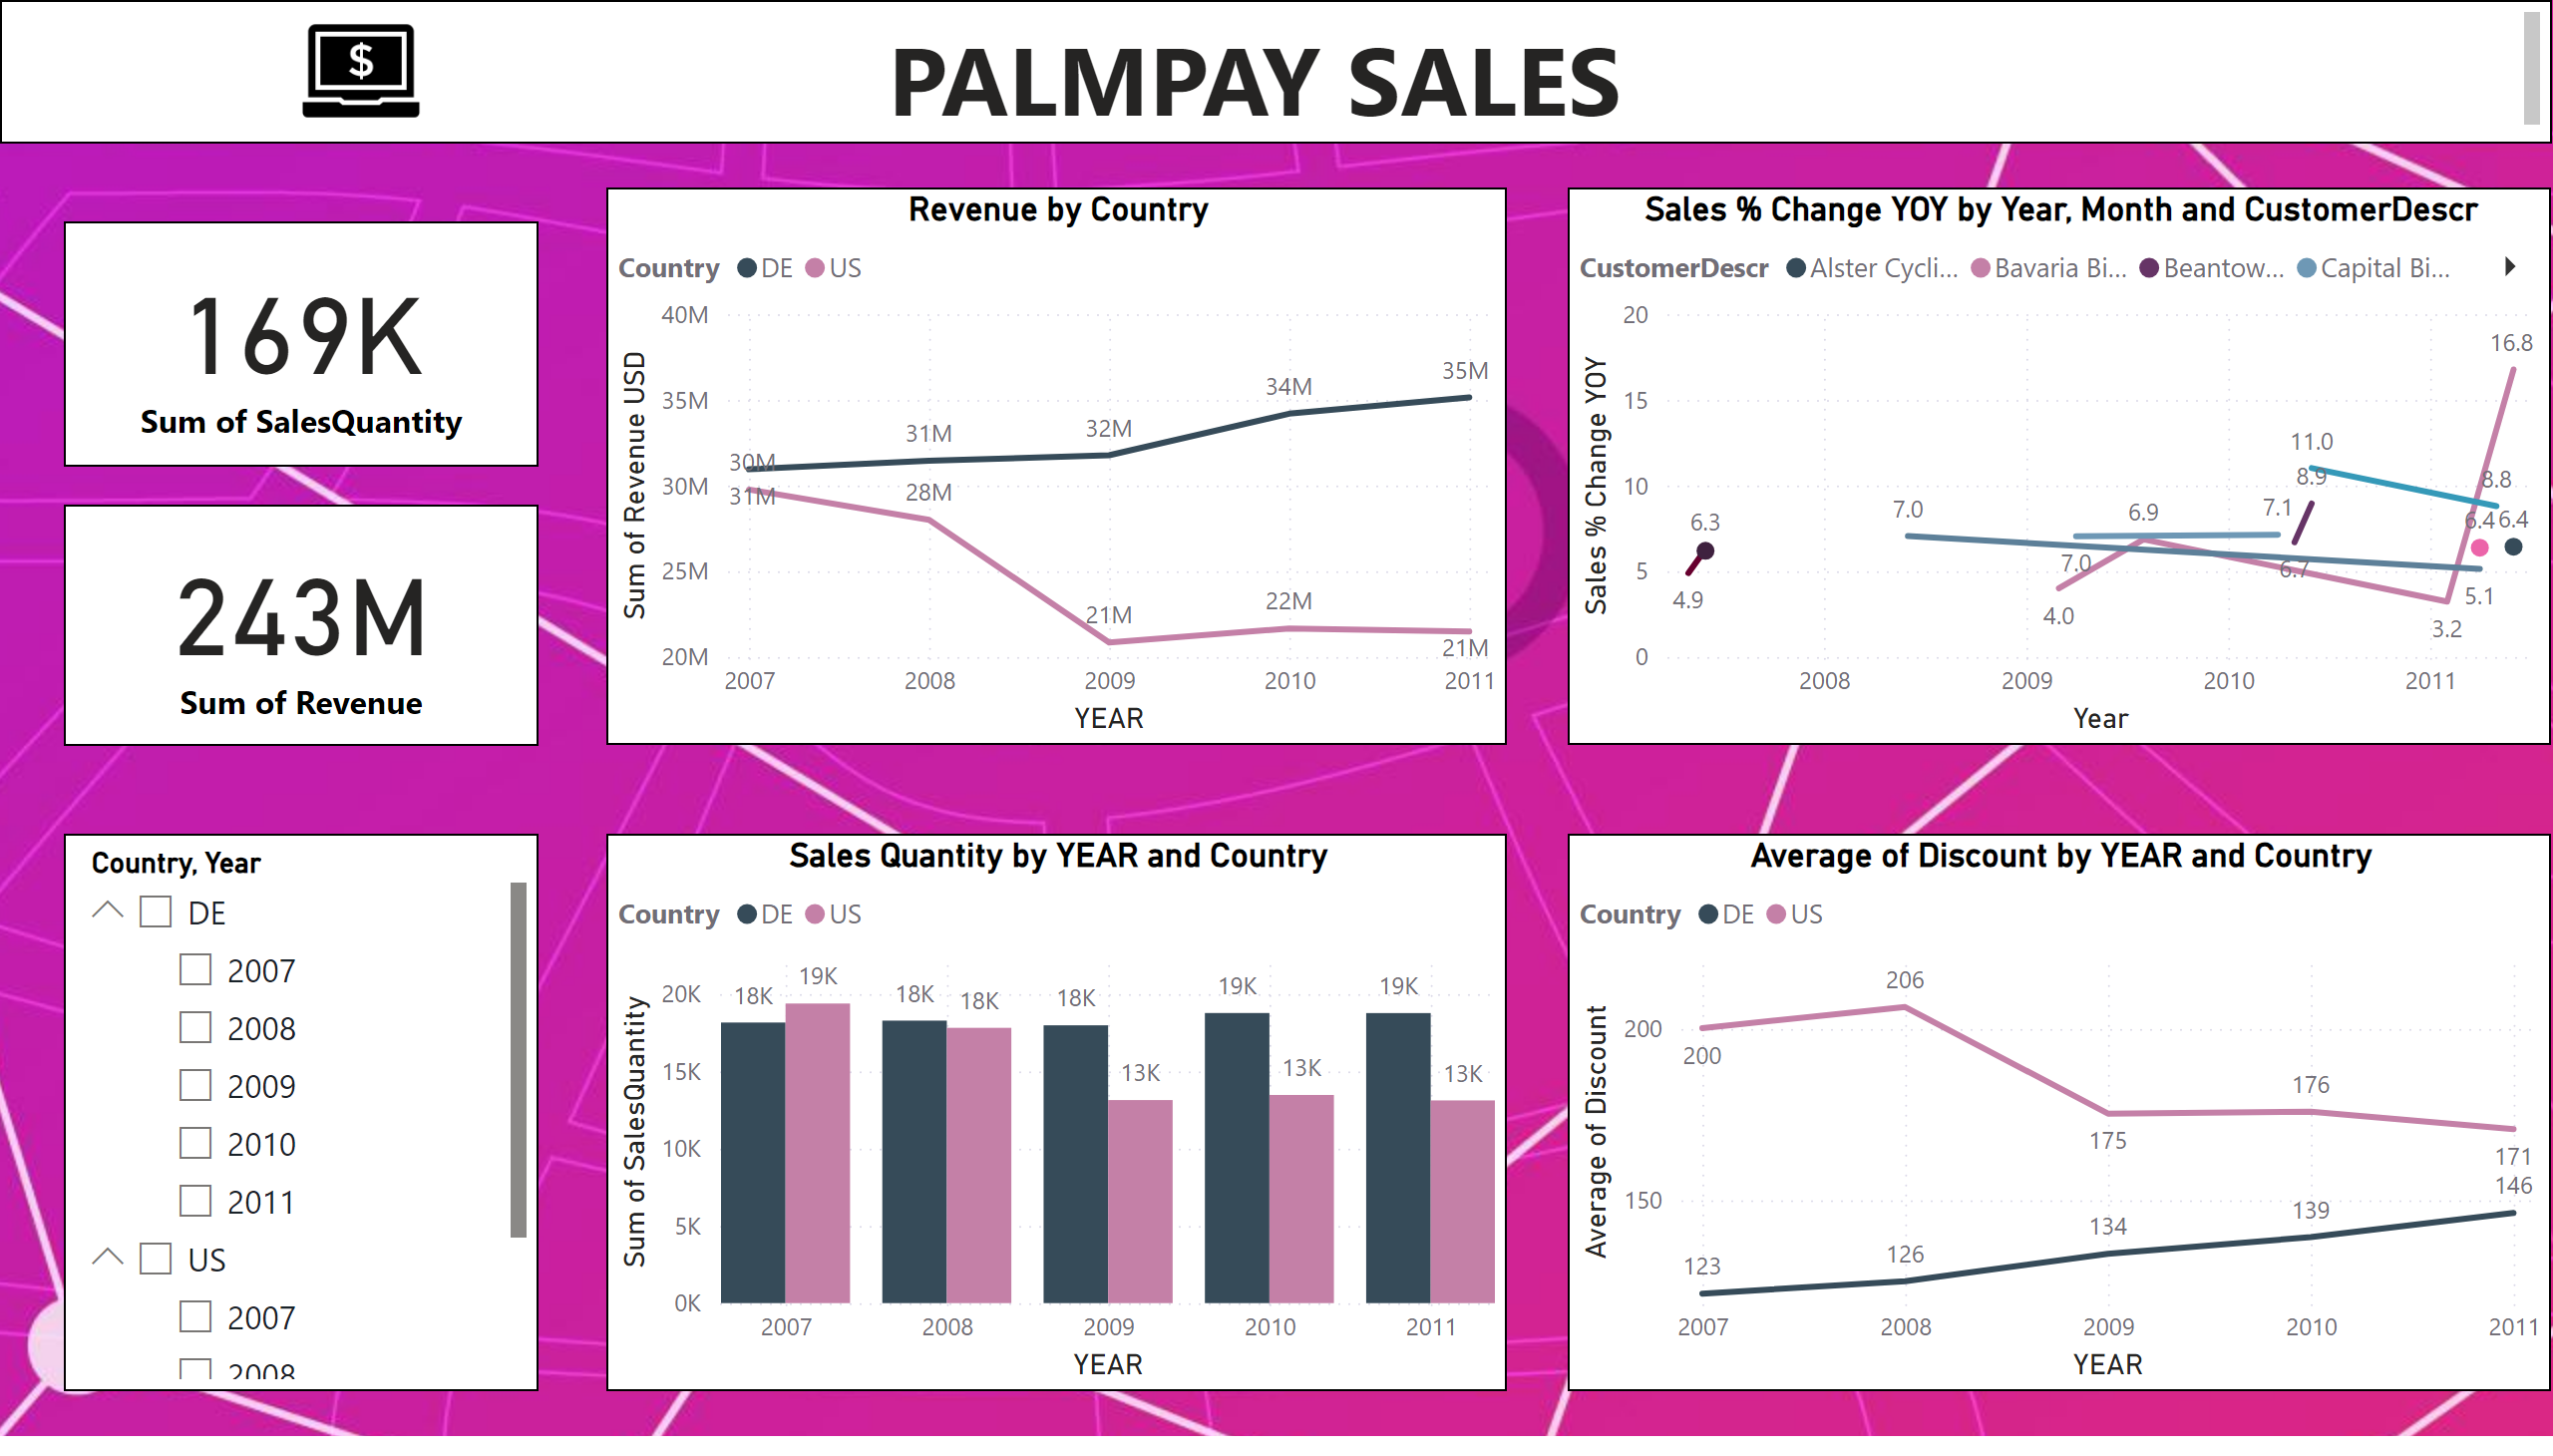 $
PALMPAY SALES
169K
Sum of SalesQuantity
243M
Sum of Revenue
Revenue by Country
Country DE US
Sum of Revenue USD
40M
35M
30M
25M
20M
30M
31M
31M
28M
32M
21M
34M
22M
35M
21M
2007 2008 2009 2010 2011
YEAR
Sales % Change YOY by Year, Month and CustomerDescr
CustomerDescr Alster Cycli... Bavaria Bi... Beantow... Capital Bi...
Sales % Change YOY
20
15
10
5
0
6.3
4.9
7.0
7.0
4.0
6.9
7.1
6.7
11.0
8.9
3.2
16.8
8.8
6.4 6.4
5.1
2008 2009 2010 2011
Year
Country, Year
DE
2007
2008
2009
2010
2011
US
2007
2008
Sales Quantity by YEAR and Country
Country DE US
Sum of SalesQuantity
20K
15K
10K
5K
0K
18K 19K
18K 18K
18K 13K
19K 13K
19K 13K
2007 2008 2009 2010 2011
YEAR
Average of Discount by YEAR and Country
Country DE US
Average of Discount
200
150
200
206
175
176
171
123
126
134
139
146
2007 2008 2009 2010 2011
YEAR